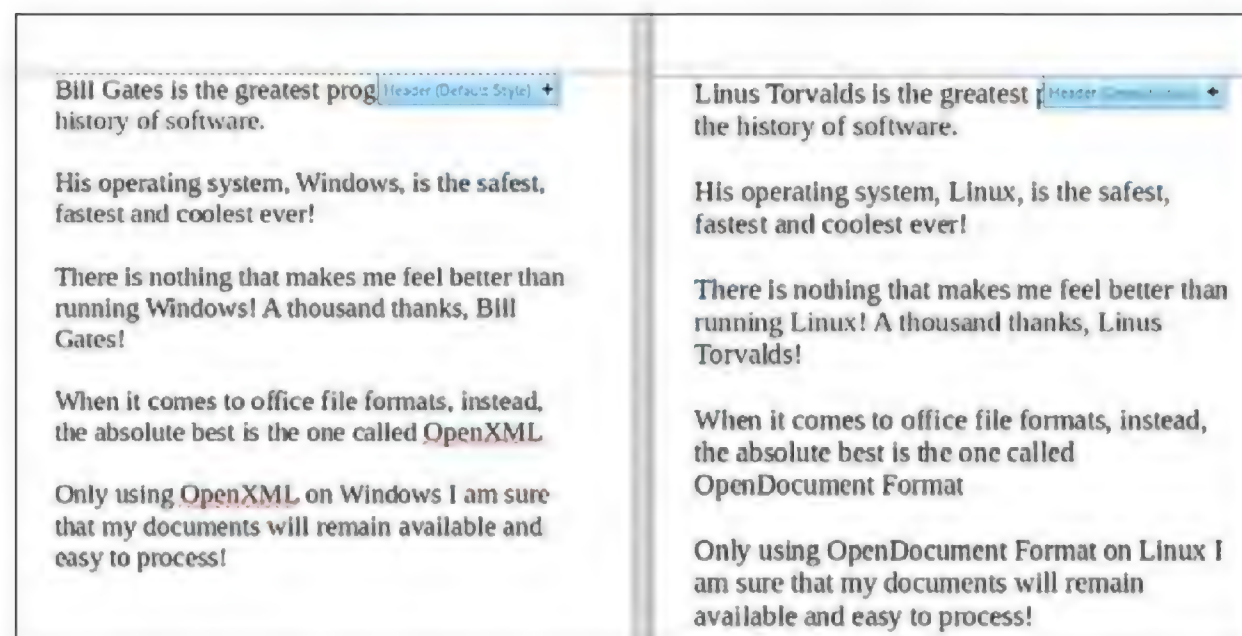 Bill Gates is the greatest prog
Header (Default Style) +
history of software.
His operating system, Windows, is the safest,
fastest and coolest ever!
There is nothing that makes me feel better than
running Windows! A thousand thanks, Bill
Gates!
When it comes to office file formats, instead,
the absolute best is the one called OpenXML
Only using OpenXML on Windows I am sure
that my documents will remain available and
easy to process!
Linus Torvalds is the greatest
Header
the history of software.
His operating system, Linux, is the safest,
fastest and coolest ever!
There is nothing that makes me feel better than
running Linux! A thousand thanks, Linus
Torvalds!
When it comes to office file formats, instead,
the absolute best is the one called
OpenDocument Format
Only using OpenDocument Format on Linux I
am sure that my documents will remain
available and easy to process!